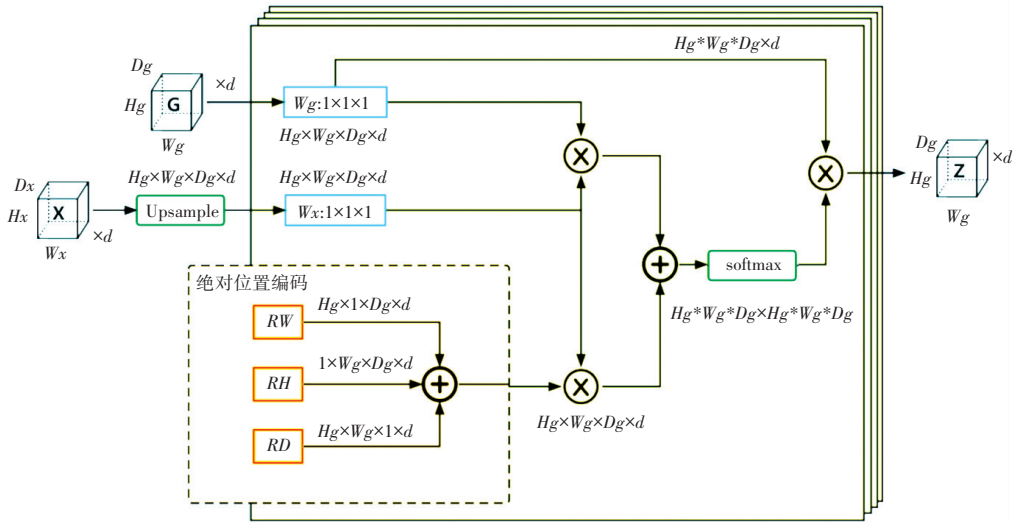 Hg*Wg*Dg×d
Dg
×d
Hg
G
Wg:1×1×1
Wg
Hg×Wg×Dg×d
Dg
×d
Hg
Z
Wg
Hg×Wg×Dg×d
Hg×Wg×Dg×d
Dx
Hx
X
Upsample
Wx:1×1×1
Wx
×d
softmax
绝对位置编码
Hg×1×Dg×d
Hg*Wg*Dg×Hg*Wg*Dg
RW
1×Wg×Dg×d
RH
Hg×Wg×Dg×d
Hg×Wg×1×d
RD